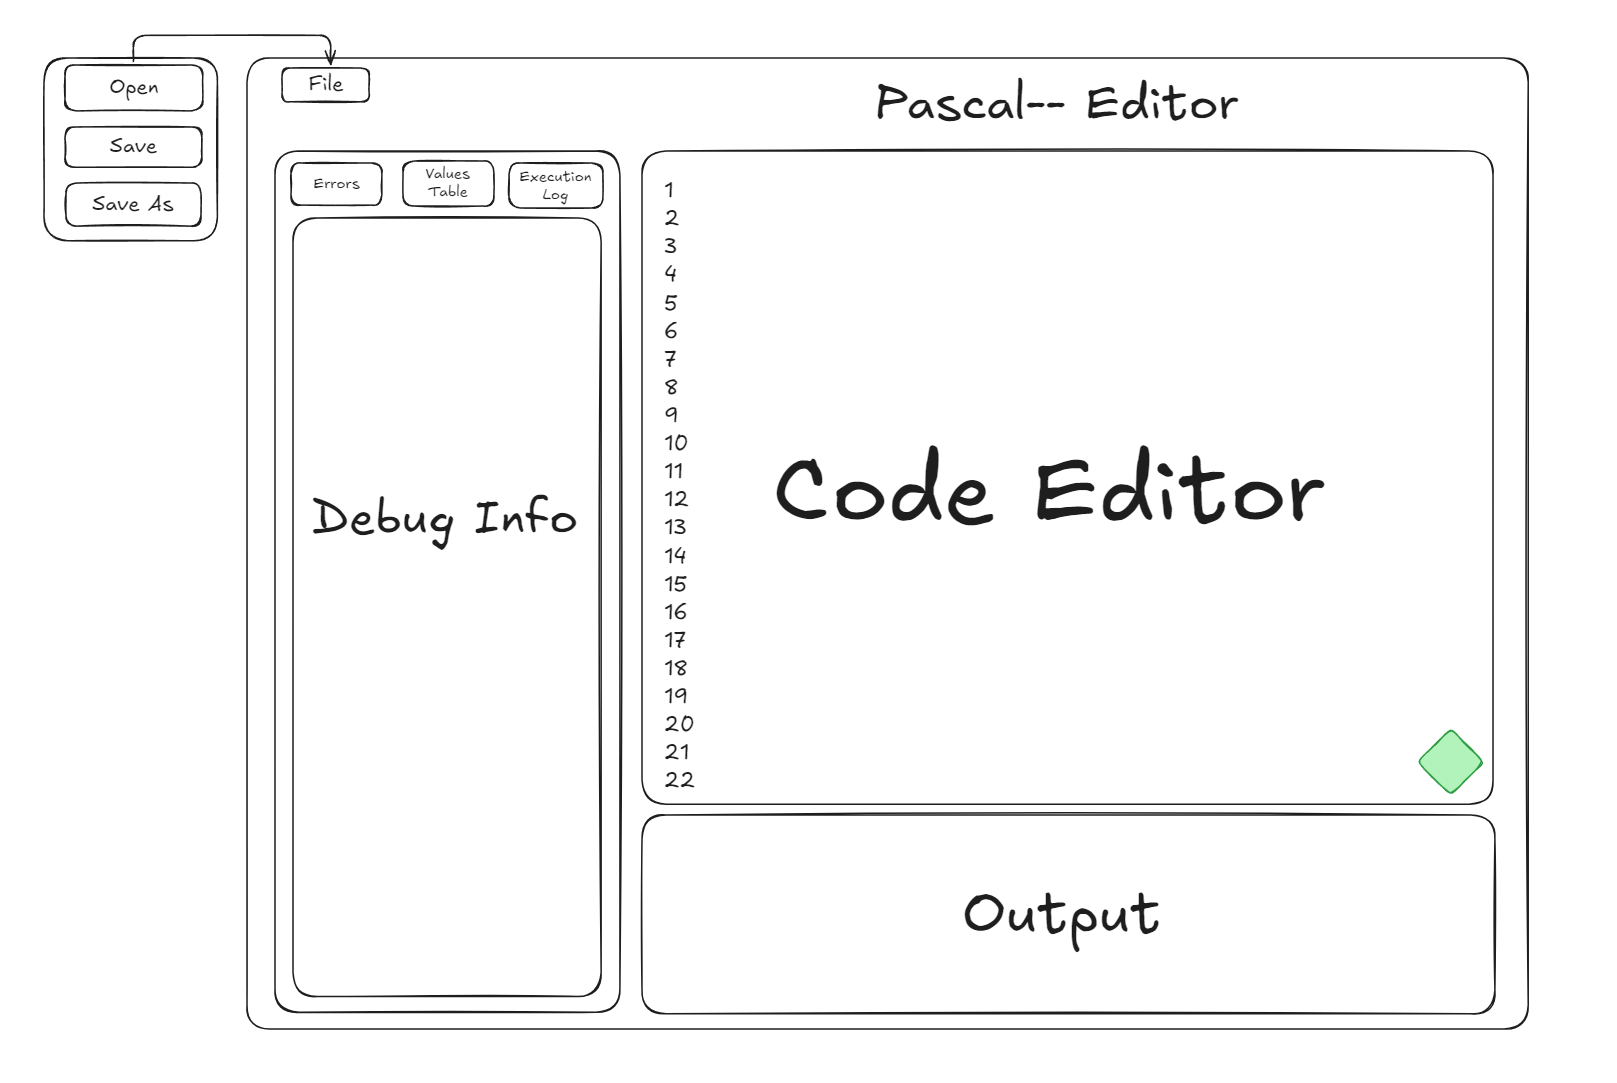 Open
Save
Save As
File
Pascal-- Editor
Errors
Values
Table
Execution
Log
Debug Info
1
2
3
4
5
6
7
8
9
10
11
12
13
14
15
16
17
18
19
20
21
22
Code Editor
Output